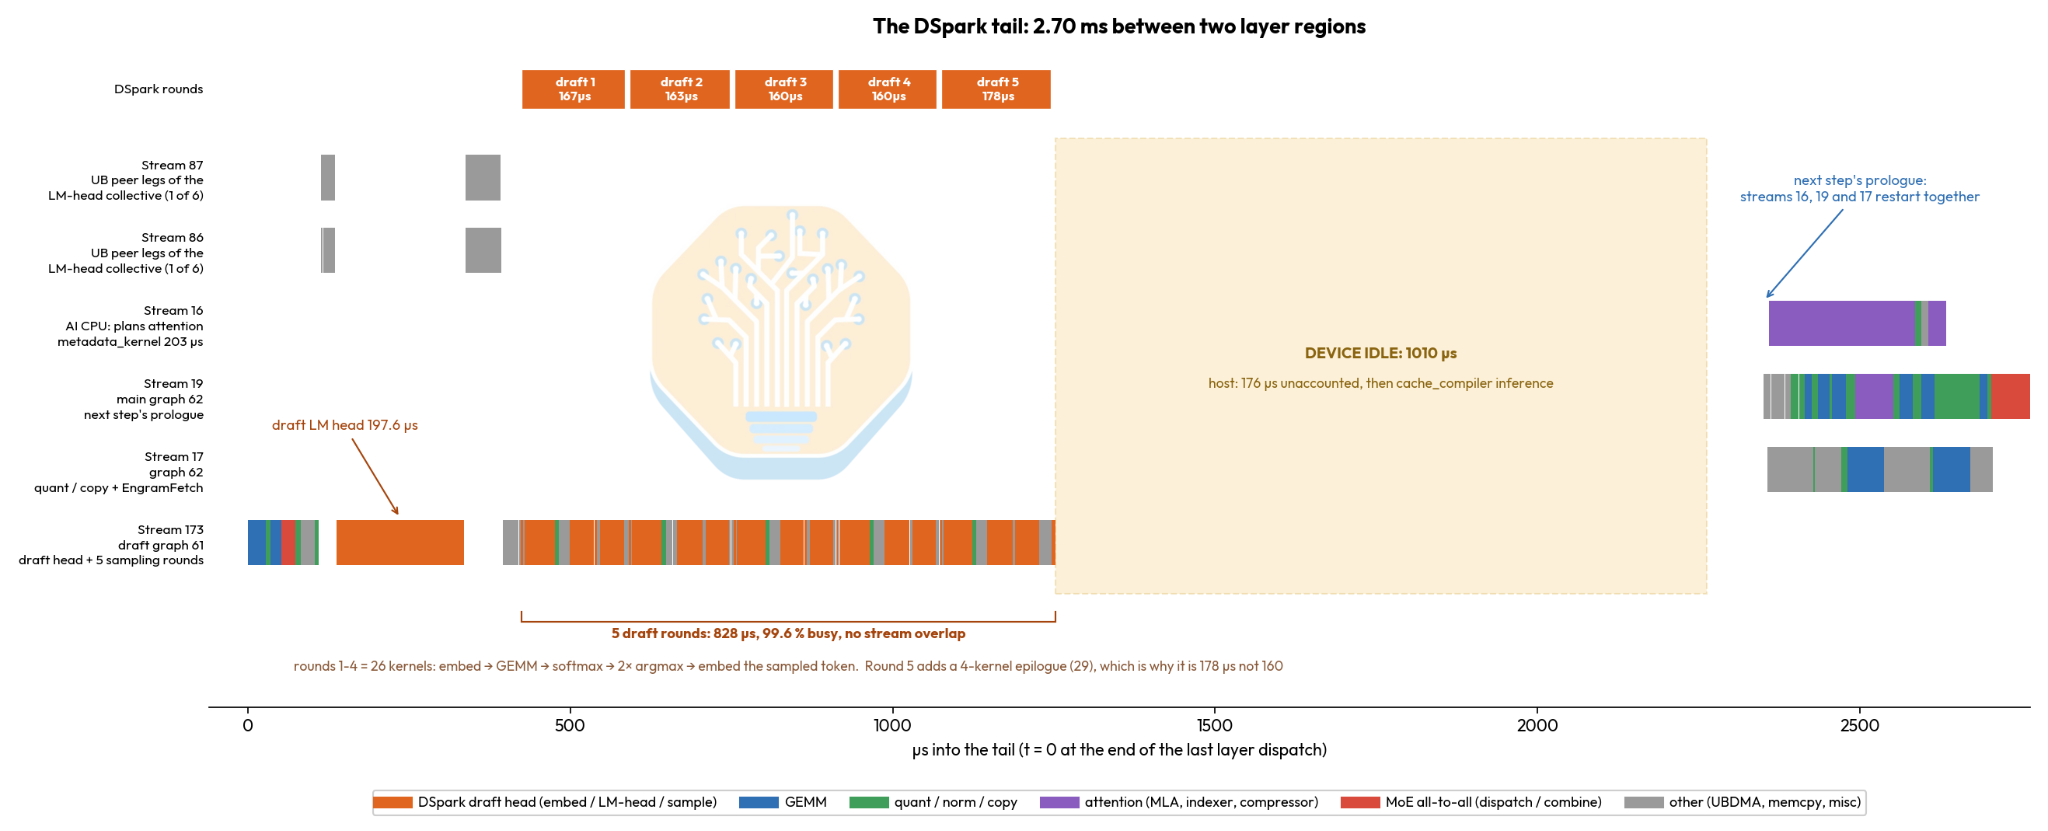 The DSpark tail: 2.70 ms between two layer regions
DSpark rounds
draft 1
167µs
draft 2
163µs
draft 3
160µs
draft 4
160µs
draft 5
178µs
Stream 87
UB peer legs of the
LM-head collective (1 of 6)
Stream 86
UB peer legs of the
LM-head collective (1 of 6)
Stream 16
AI CPU: plans attention
metadata_kernel 203 µs
Stream 19
main graph 62
next step's prologue
Stream 17
graph 62
quant / copy + EngramFetch
Stream 173
draft graph 61
draft head + 5 sampling rounds
draft LM head 197.6 µs
DEVICE IDLE: 1010 µs
host: 176 µs unaccounted, then cache_compiler inference
next step's prologue:
streams 16, 19 and 17 restart together
5 draft rounds: 828 µs, 99.6 % busy, no stream overlap
rounds 1-4 = 26 kernels: embed → GEMM → softmax → 2× argmax → embed the sampled token. Round 5 adds a 4-kernel epilogue (29), which is why it is 178 µs not 160
0
500
1000
1500
2000
2500
µs into the tail (t = 0 at the end of the last layer dispatch)
DSpark draft head (embed / LM-head / sample)
GEMM
quant / norm / copy
attention (MLA, indexer, compressor)
MoE all-to-all (dispatch / combine)
other (UBDMA, memcpy, misc)